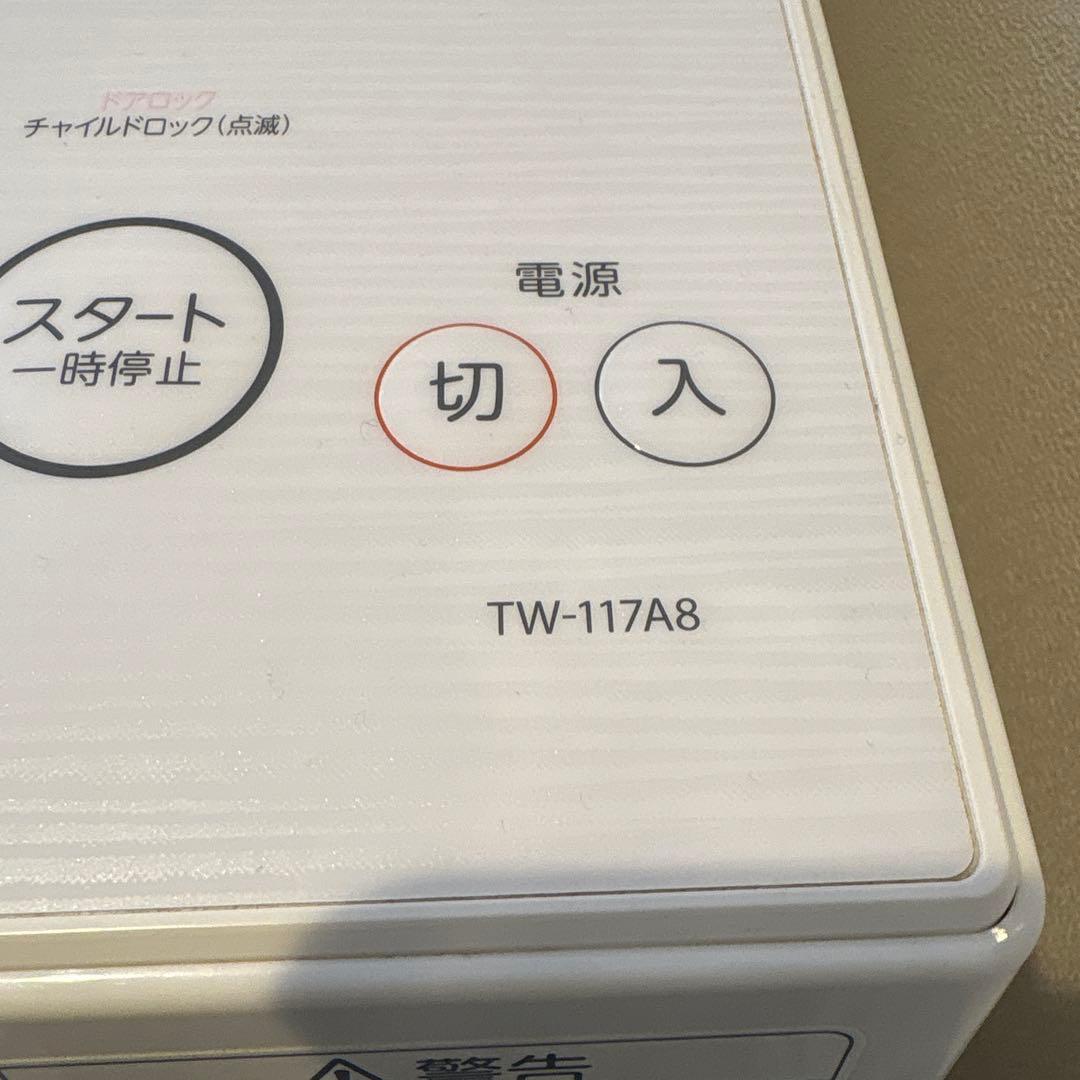 ドアロック
チャイルドロック(点滅)
スタート
一時停止
電源
切
入
TW-117A8
警告